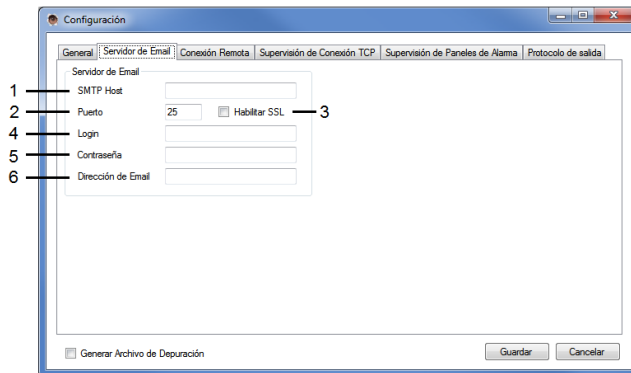 Configuración
General Servidor de Email Conexión Remota Supervisión de Conexión TCP Supervisión de Paneles de Alarma Protocolo de salida
Servidor de Email
1 SMTP Host
2 Puerto 25 Habilitar SSL 3
4 Login
5 Contraseña
6 Dirección de Email
Generar Archivo de Depuración Guardar Cancelar